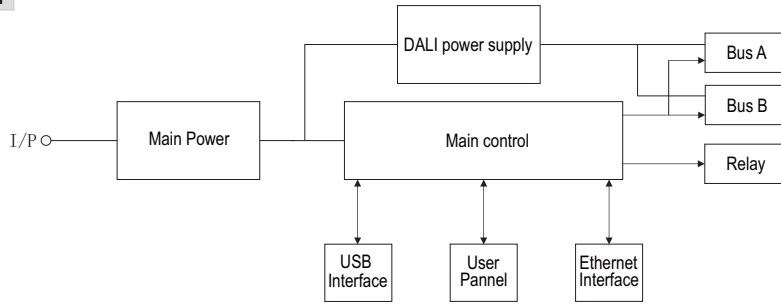 DALI power supply
Bus A
Bus B
I/P
Main Power
Main control
Relay
USB
Interface
User
Pannel
Ethernet
Interface